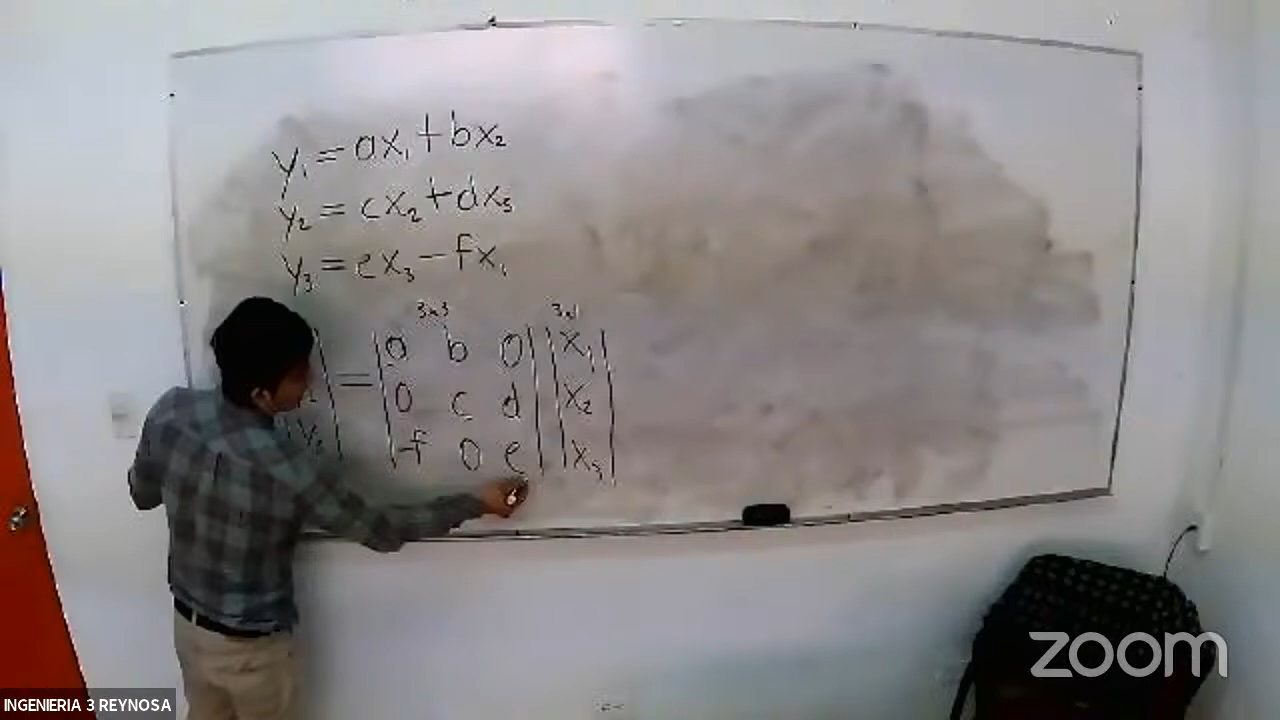 y₁ = ax₁ + bx₂
y₂ = cx₂ + dx₃
y₃ = ex₃ - fx₁
3x3 3x1
= | a b 0 | | x₁ |
| 0 c d | | x₂ |
y₃ | | -f 0 e | | x₃ |
zoom
INGENIERIA 3 REYNOSA